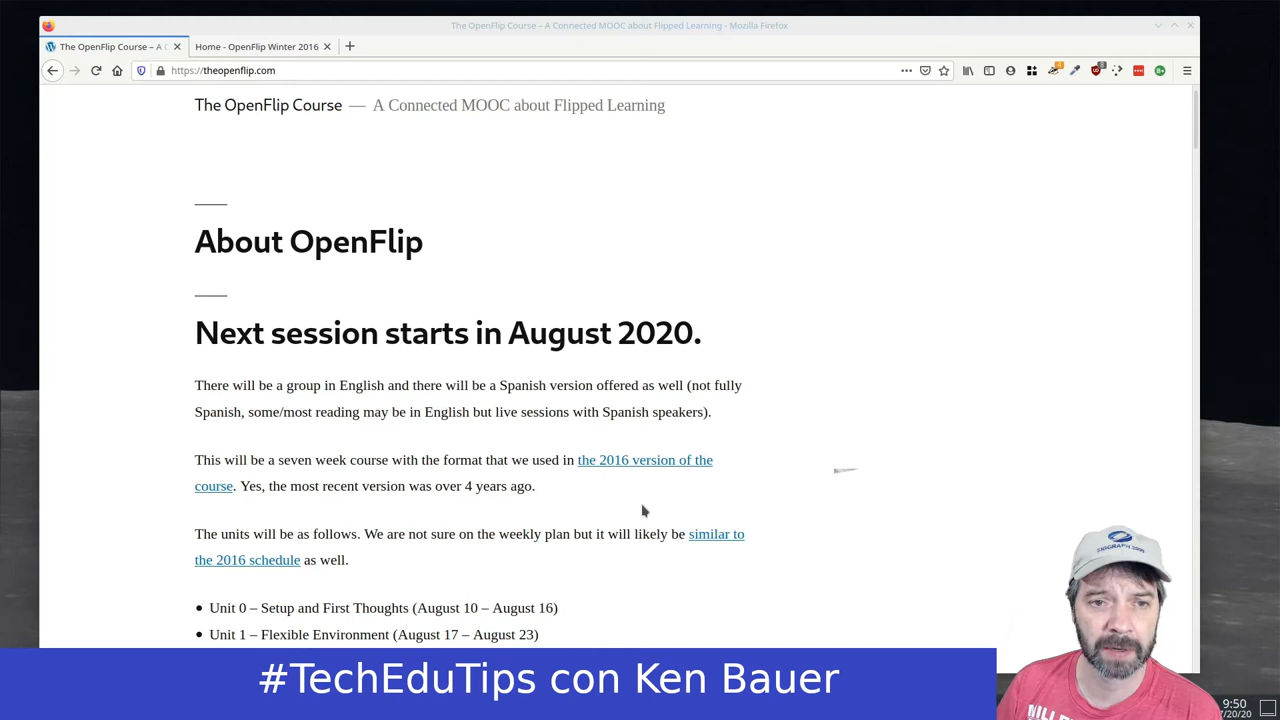 The OpenFlip Course – A Connected MOOC about Flipped Learning - Mozilla Firefox
The OpenFlip Course – A C
Home - OpenFlip Winter 2016
https://theopenflip.com
The OpenFlip Course — A Connected MOOC about Flipped Learning
About OpenFlip
Next session starts in August 2020.
There will be a group in English and there will be a Spanish version offered as well (not fully
Spanish, some/most reading may be in English but live sessions with Spanish speakers).
This will be a seven week course with the format that we used in the 2016 version of the
course. Yes, the most recent version was over 4 years ago.
The units will be as follows. We are not sure on the weekly plan but it will likely be similar to
the 2016 schedule as well.
• Unit 0 – Setup and First Thoughts (August 10 – August 16)
• Unit 1 – Flexible Environment (August 17 – August 23)
#TechEduTips con Ken Bauer
SIGGRAPH
9:50
7/20/20